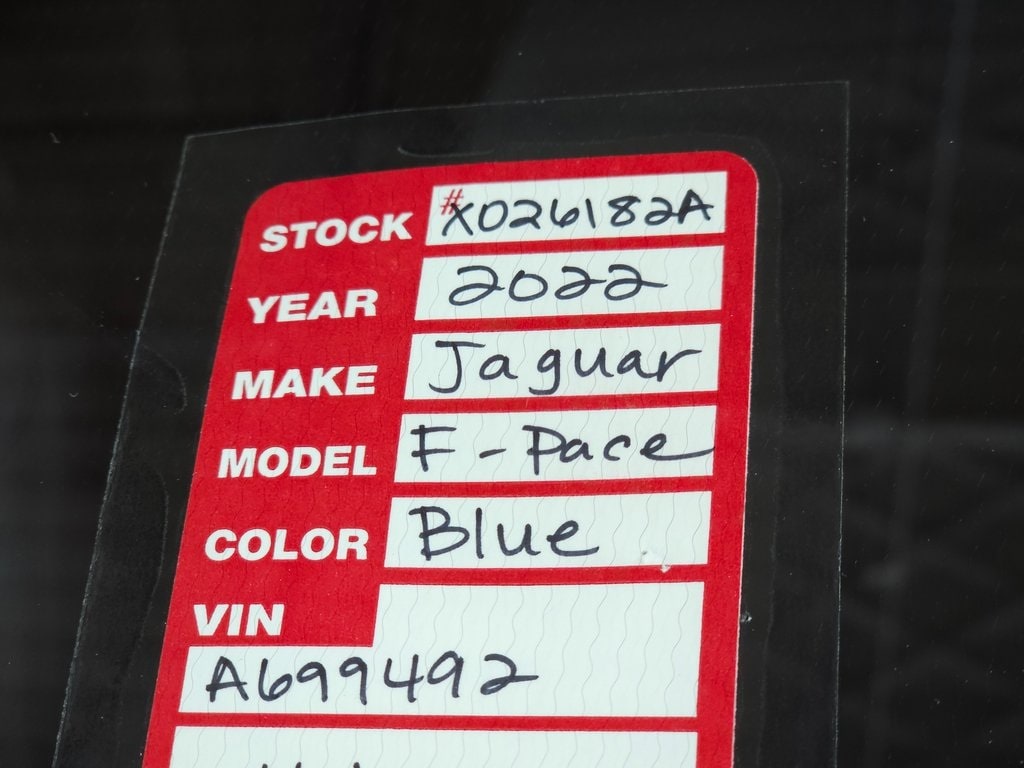 STOCK #X026182A
YEAR 2022
MAKE Jaguar
MODEL F-Pace
COLOR Blue
VIN
A699492